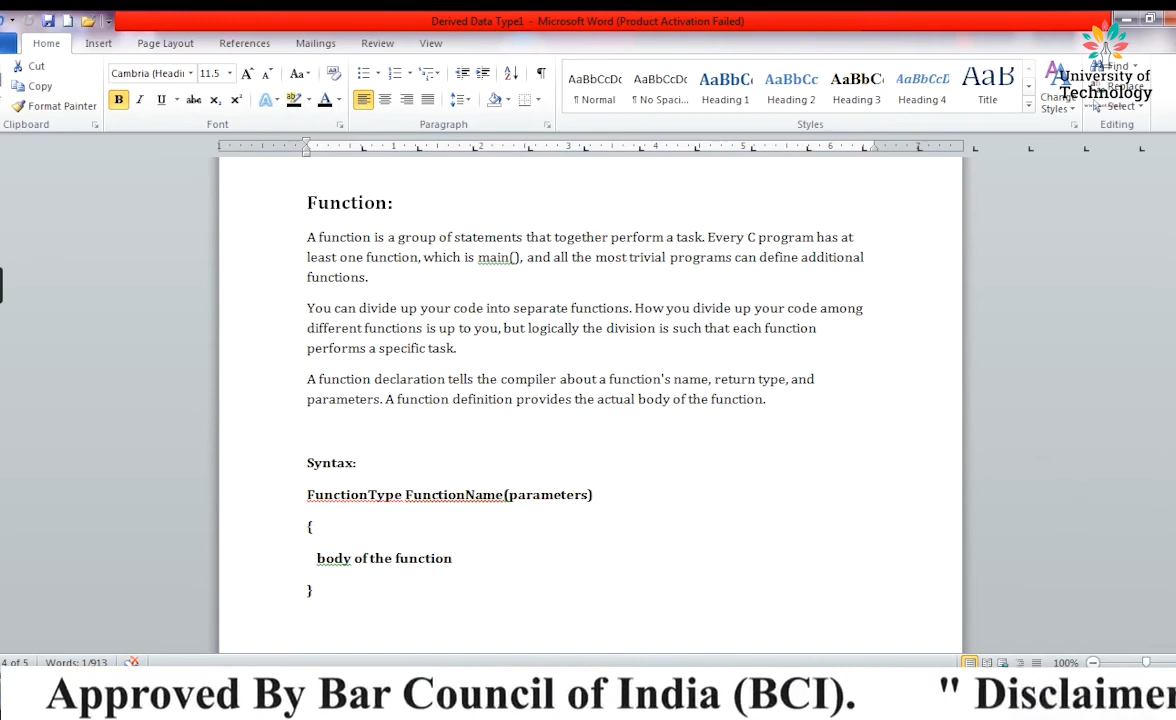 Derived Data Type1 - Microsoft Word (Product Activation Failed)
Home Insert Page Layout References Mailings Review View
Cut
Copy
Format Painter
Clipboard
Cambria (Headi 11.5
Font
Paragraph
AaBbCcDc AaBbCcDc AaBbC AaBbCc AaBbC AaBbCcD AaB
¶ Normal ¶ No Spaci... Heading 1 Heading 2 Heading 3 Heading 4 Title
Change
Styles
Styles
Find
Replace
Select
Editing
University of
Technology
Function:
A function is a group of statements that together perform a task. Every C program has at
least one function, which is main(), and all the most trivial programs can define additional
functions.
You can divide up your code into separate functions. How you divide up your code among
different functions is up to you, but logically the division is such that each function
performs a specific task.
A function declaration tells the compiler about a function's name, return type, and
parameters. A function definition provides the actual body of the function.
Syntax:
FunctionType FunctionName(parameters)
{
body of the function
}
4 of 5 Words: 1/913 100%
Approved By Bar Council of India (BCI). " Disclaimer